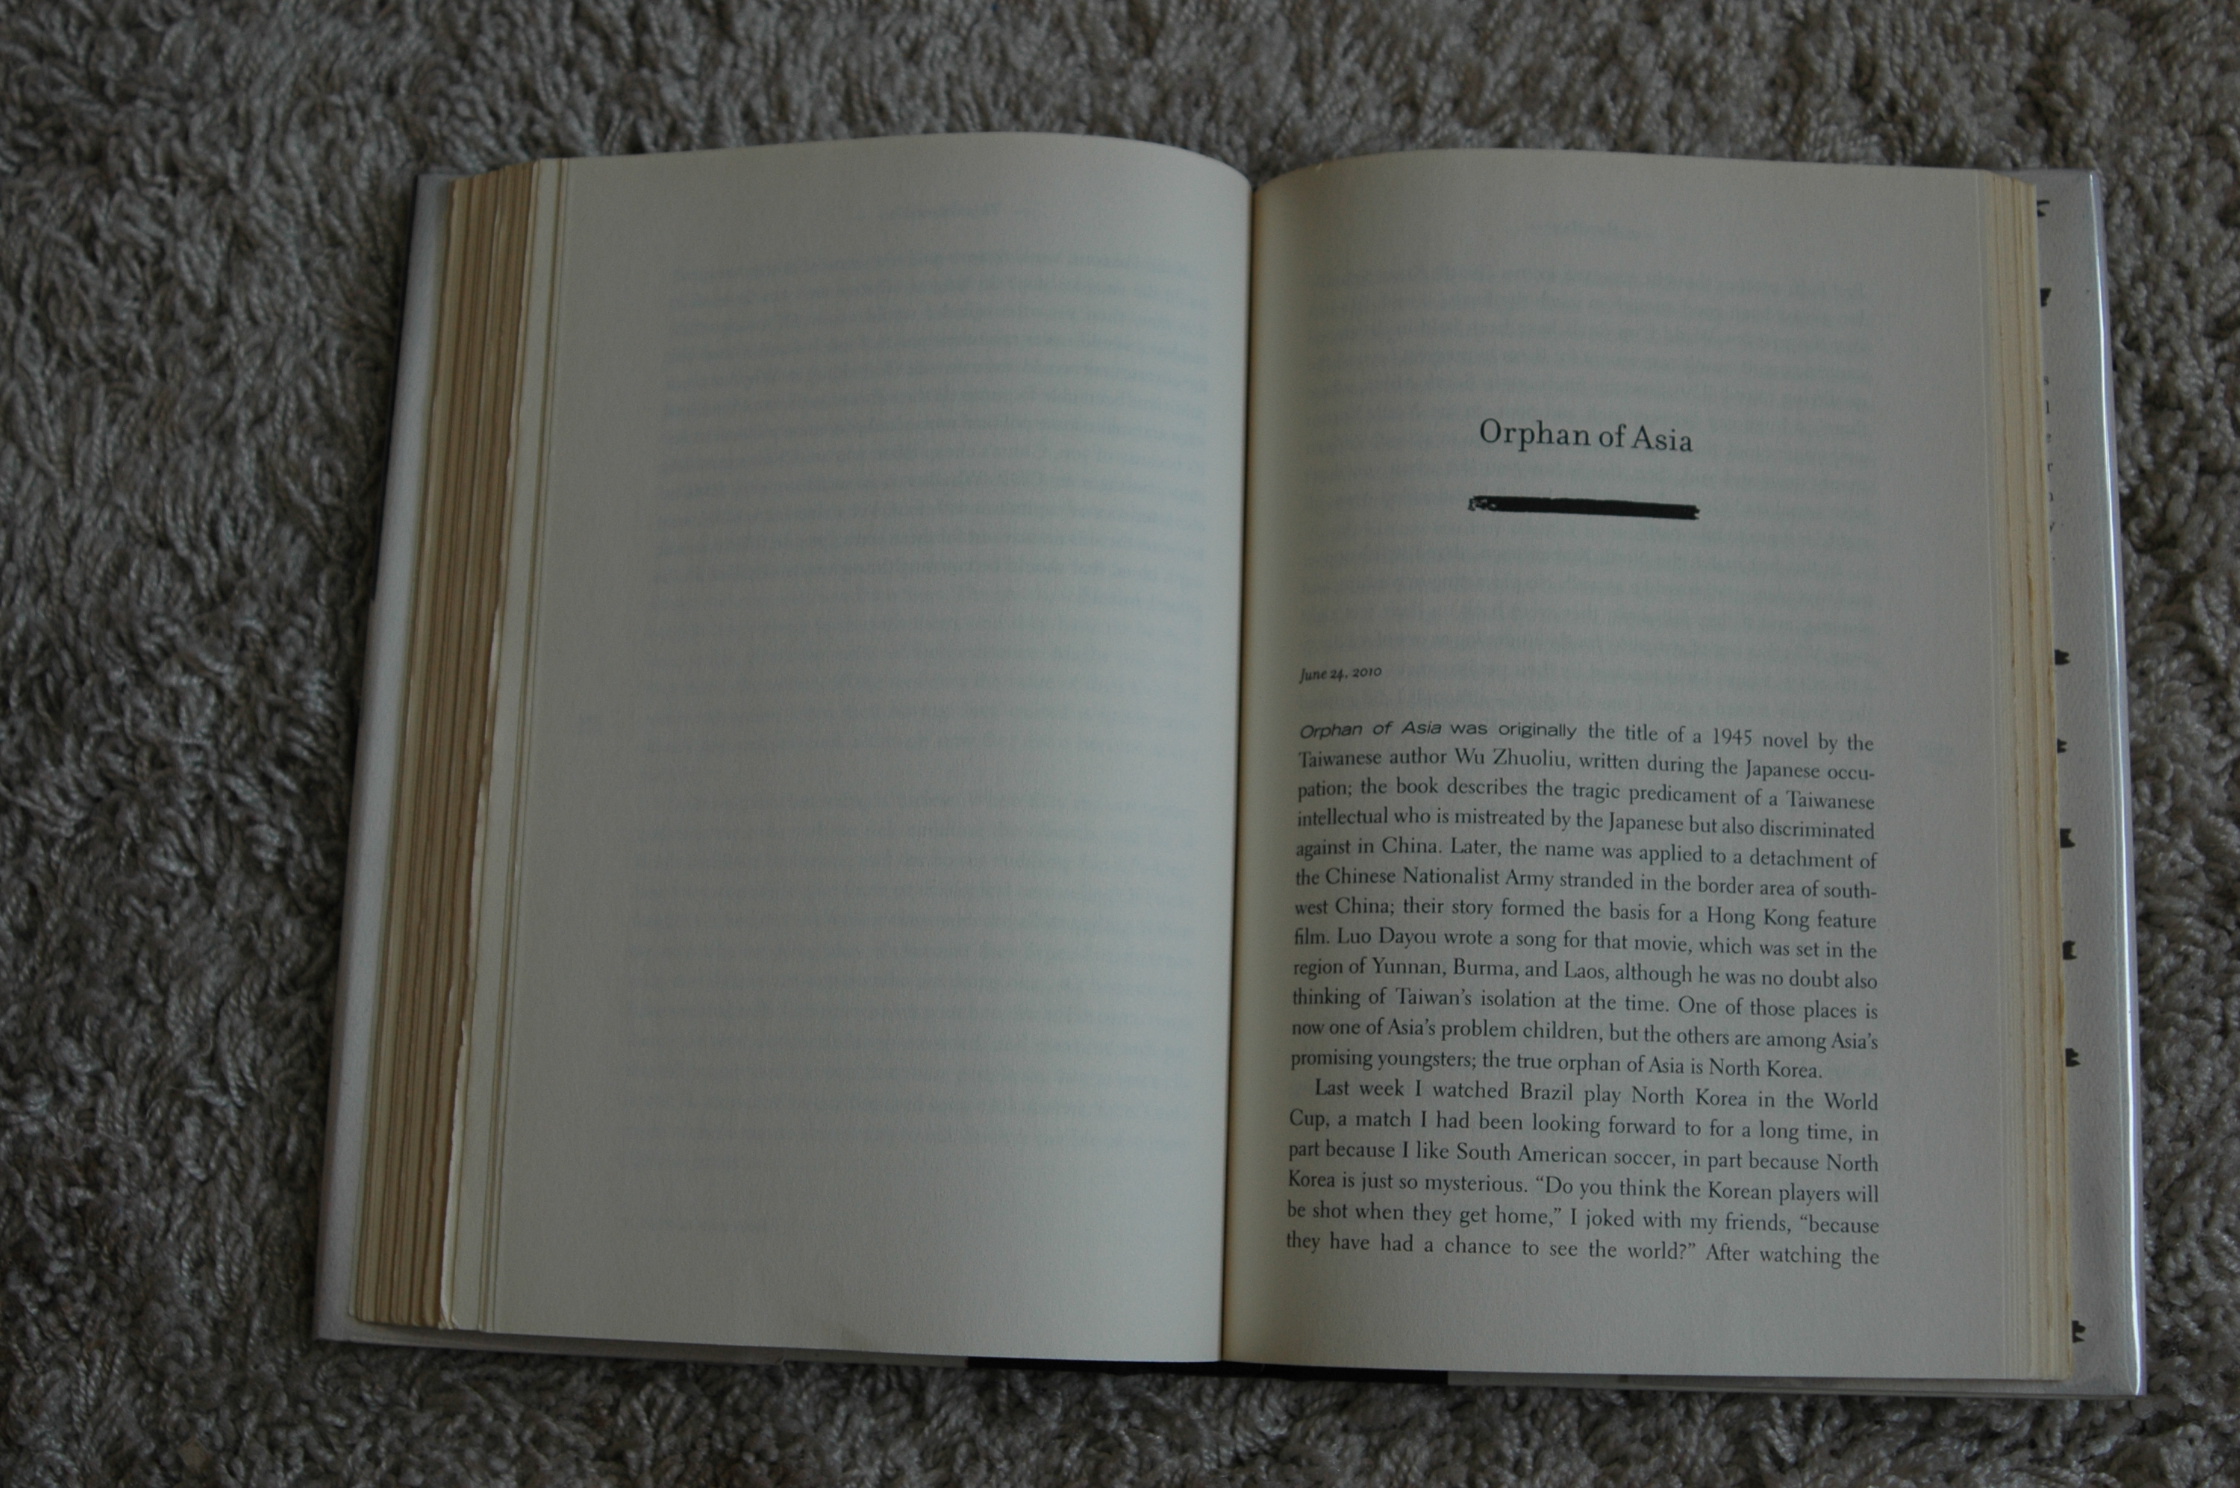 Orphan of Asia
June 24, 2010
Orphan of Asia was originally the title of a 1945 novel by the
Taiwanese author Wu Zhuoliu, written during the Japanese occu-
pation; the book describes the tragic predicament of a Taiwanese
intellectual who is mistreated by the Japanese but also discriminated
against in China. Later, the name was applied to a detachment of
the Chinese Nationalist Army stranded in the border area of south-
west China; their story formed the basis for a Hong Kong feature
film. Luo Dayou wrote a song for that movie, which was set in the
region of Yunnan, Burma, and Laos, although he was no doubt also
thinking of Taiwan's isolation at the time. One of those places is
now one of Asia's problem children, but the others are among Asia's
promising youngsters; the true orphan of Asia is North Korea.
Last week I watched Brazil play North Korea in the World
Cup, a match I had been looking forward to for a long time, in
part because I like South American soccer, in part because North
Korea is just so mysterious. “Do you think the Korean players will
be shot when they get home,” I joked with my friends, “because
they have had a chance to see the world?” After watching the